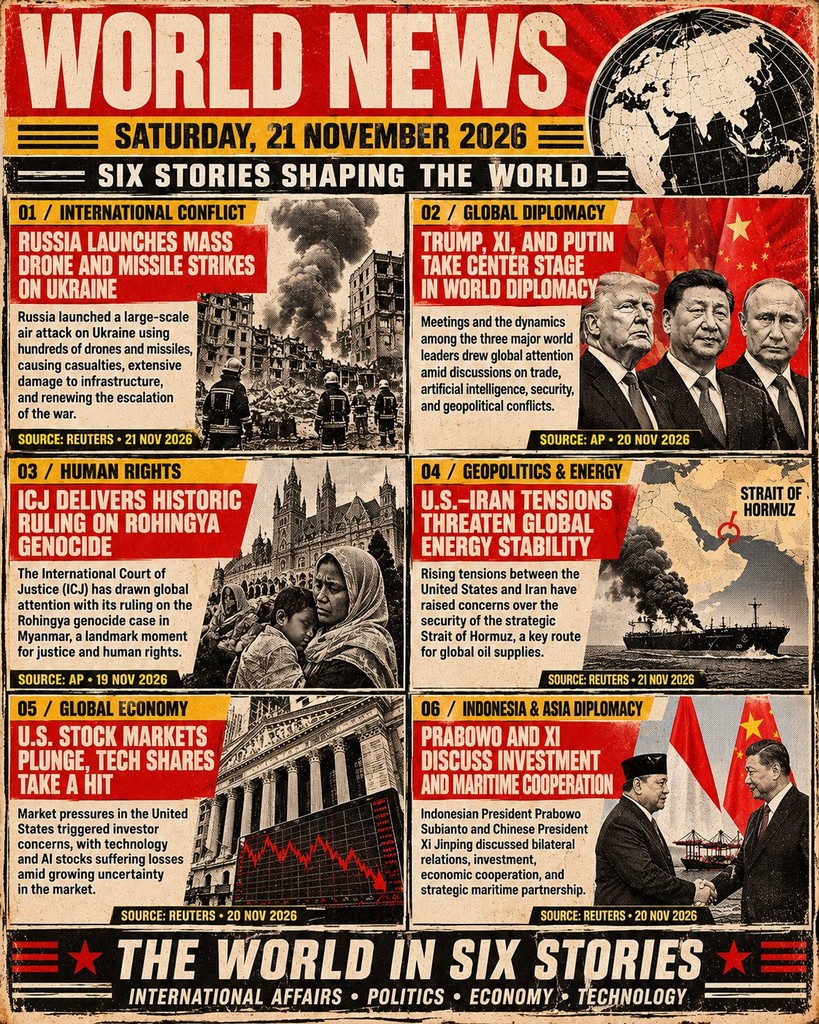 WORLD NEWS
SATURDAY, 21 NOVEMBER 2026
SIX STORIES SHAPING THE WORLD
01 / INTERNATIONAL CONFLICT
RUSSIA LAUNCHES MASS
DRONE AND MISSILE STRIKES
ON UKRAINE
Russia launched a large-scale
air attack on Ukraine using
hundreds of drones and missiles,
causing casualties, extensive
damage to infrastructure,
and renewing the escalation
of the war.
SOURCE: REUTERS • 21 NOV 2026
02 / GLOBAL DIPLOMACY
TRUMP, XI, AND PUTIN
TAKE CENTER STAGE
IN WORLD DIPLOMACY
Meetings and the dynamics
among the three major world
leaders drew global attention
amid discussions on trade,
artificial intelligence, security,
and geopolitical conflicts.
SOURCE: AP • 20 NOV 2026
03 / HUMAN RIGHTS
ICJ DELIVERS HISTORIC
RULING ON ROHINGYA
GENOCIDE
The International Court of
Justice (ICJ) has drawn global
attention with its ruling on the
Rohingya genocide case in
Myanmar, a landmark moment
for justice and human rights.
SOURCE: AP • 19 NOV 2026
04 / GEOPOLITICS & ENERGY
U.S.–IRAN TENSIONS
THREATEN GLOBAL
ENERGY STABILITY
STRAIT OF
HORMUZ
Rising tensions between the
United States and Iran have
raised concerns over the
security of the strategic
Strait of Hormuz, a key route
for global oil supplies.
SOURCE: REUTERS • 21 NOV 2026
05 / GLOBAL ECONOMY
U.S. STOCK MARKETS
PLUNGE, TECH SHARES
TAKE A HIT
Market pressures in the United
States triggered investor
concerns, with technology
and AI stocks suffering losses
amid growing uncertainty
in the market.
SOURCE: REUTERS • 20 NOV 2026
06 / INDONESIA & ASIA DIPLOMACY
PRABOWO AND XI
DISCUSS INVESTMENT
AND MARITIME COOPERATION
Indonesian President Prabowo
Subianto and Chinese President
Xi Jinping discussed bilateral
relations, investment,
economic cooperation, and
strategic maritime partnership.
SOURCE: REUTERS • 20 NOV 2026
THE WORLD IN SIX STORIES
INTERNATIONAL AFFAIRS • POLITICS • ECONOMY • TECHNOLOGY